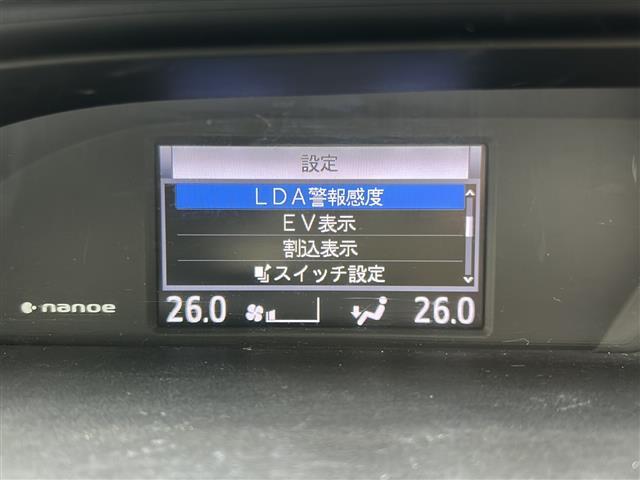 設定
LDA警報感度
EV表示
割込表示
スイッチ設定
nanoe 26.0 26.0